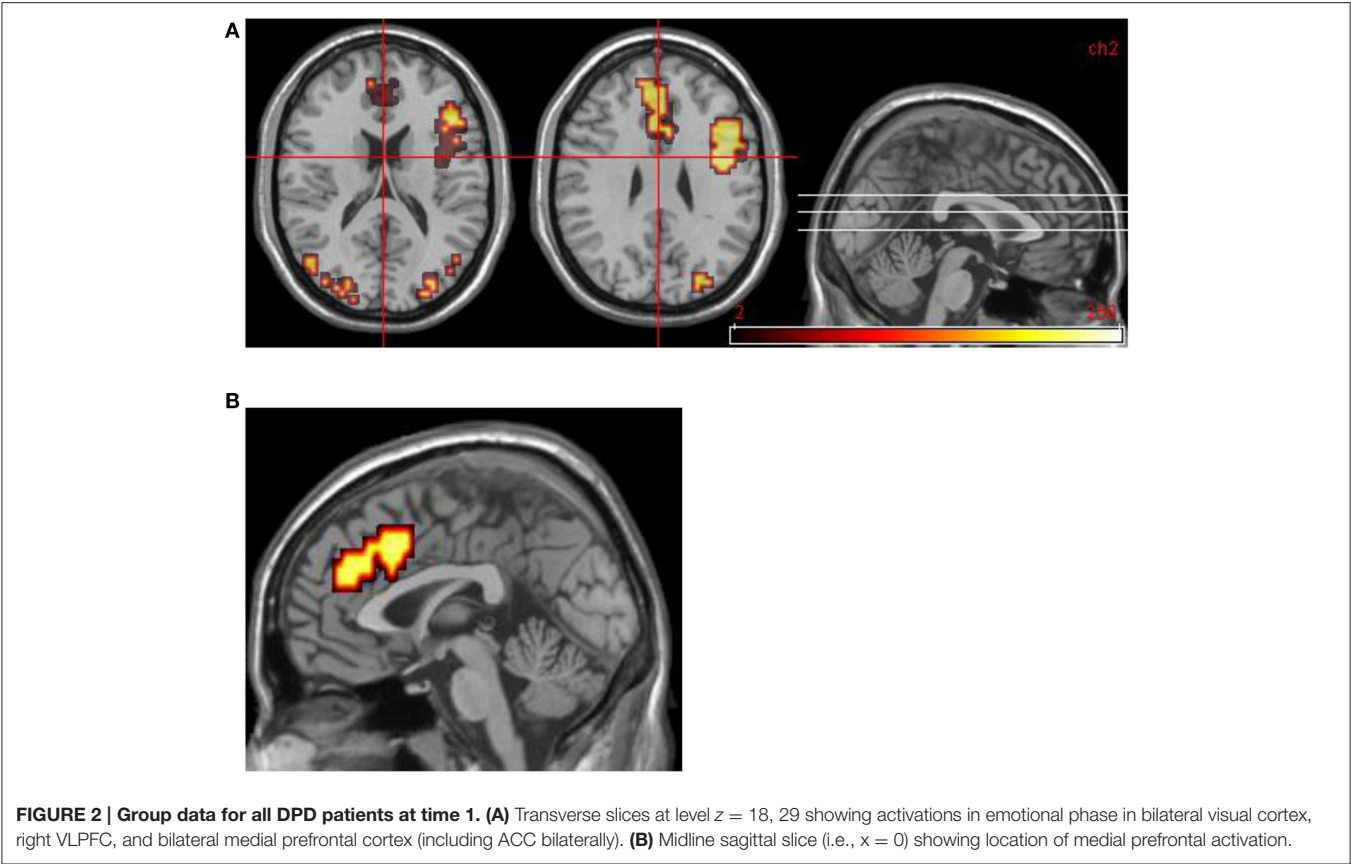 A
ch2
2
B
FIGURE 2 | Group data for all DPD patients at time 1. (A) Transverse slices at level z = 18, 29 showing activations in emotional phase in bilateral visual cortex,
right VLPFC, and bilateral medial prefrontal cortex (including ACC bilaterally). (B) Midline sagittal slice (i.e., x = 0) showing location of medial prefrontal activation.